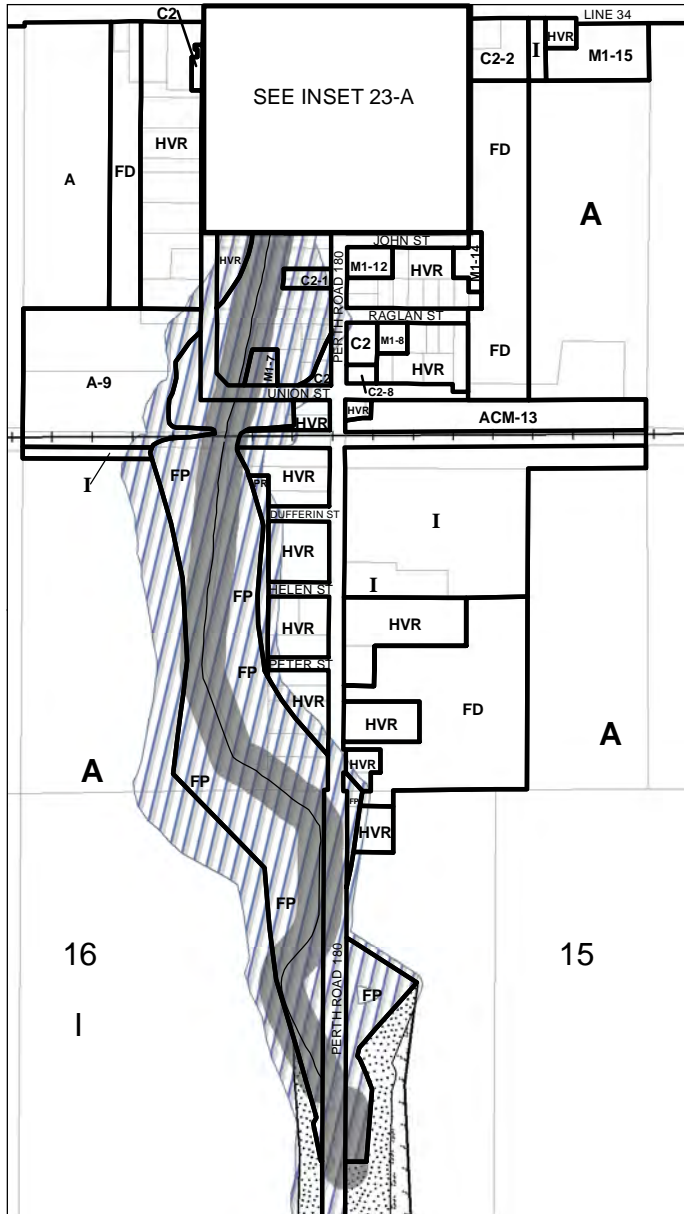 C2
LINE 34
HVR
C2-2
I
M1-15
SEE INSET 23-A
HVR
FD
A
FD
A
HVR
JOHN ST
M1-12
HVR
M1-14
C2-1
PERTH ROAD 180
RAGLAN ST
A-9
C2
M1-8
HVR
FD
M1-7
C2
C2-8
UNION ST
HVR
HVR
ACM-13
I
FP
HVR
PR
DUFFERIN ST
I
HVR
FP
HELEN ST
I
HVR
HVR
PETER ST
FP
HVR
FD
HVR
A
HVR
A
FP
FP
HVR
FP
16
PERTH ROAD 180
15
FP
I